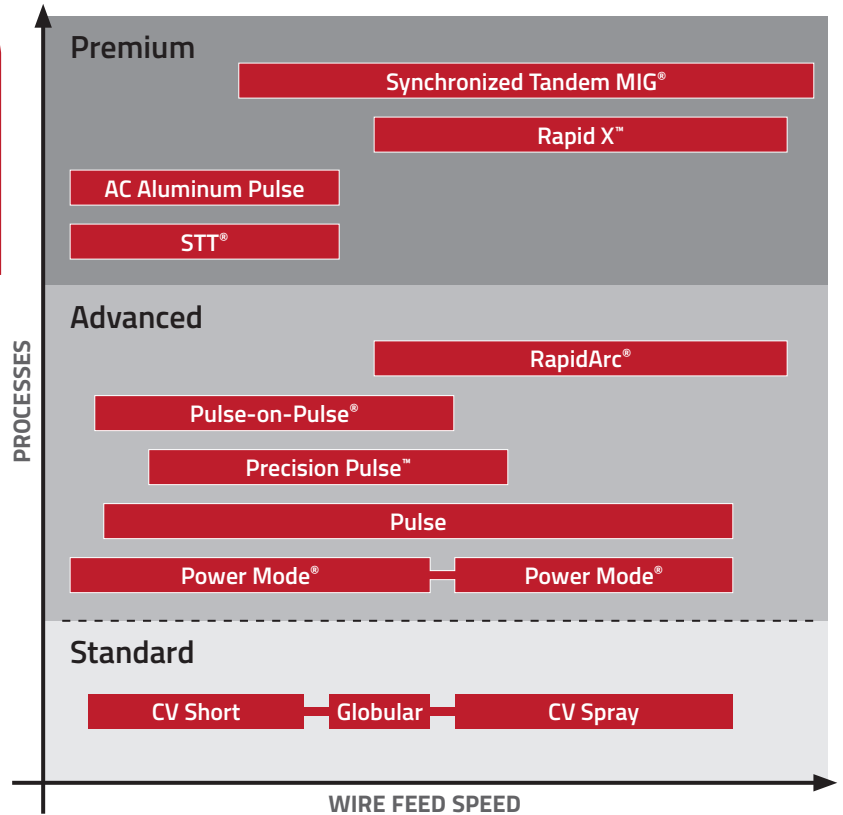 Premium
Synchronized Tandem MIG®
Rapid X™
AC Aluminum Pulse
STT®
Advanced
RapidArc®
Pulse-on-Pulse®
Precision Pulse™
Pulse
Power Mode® Power Mode®
Standard
CV Short Globular CV Spray
PROCESSES
WIRE FEED SPEED